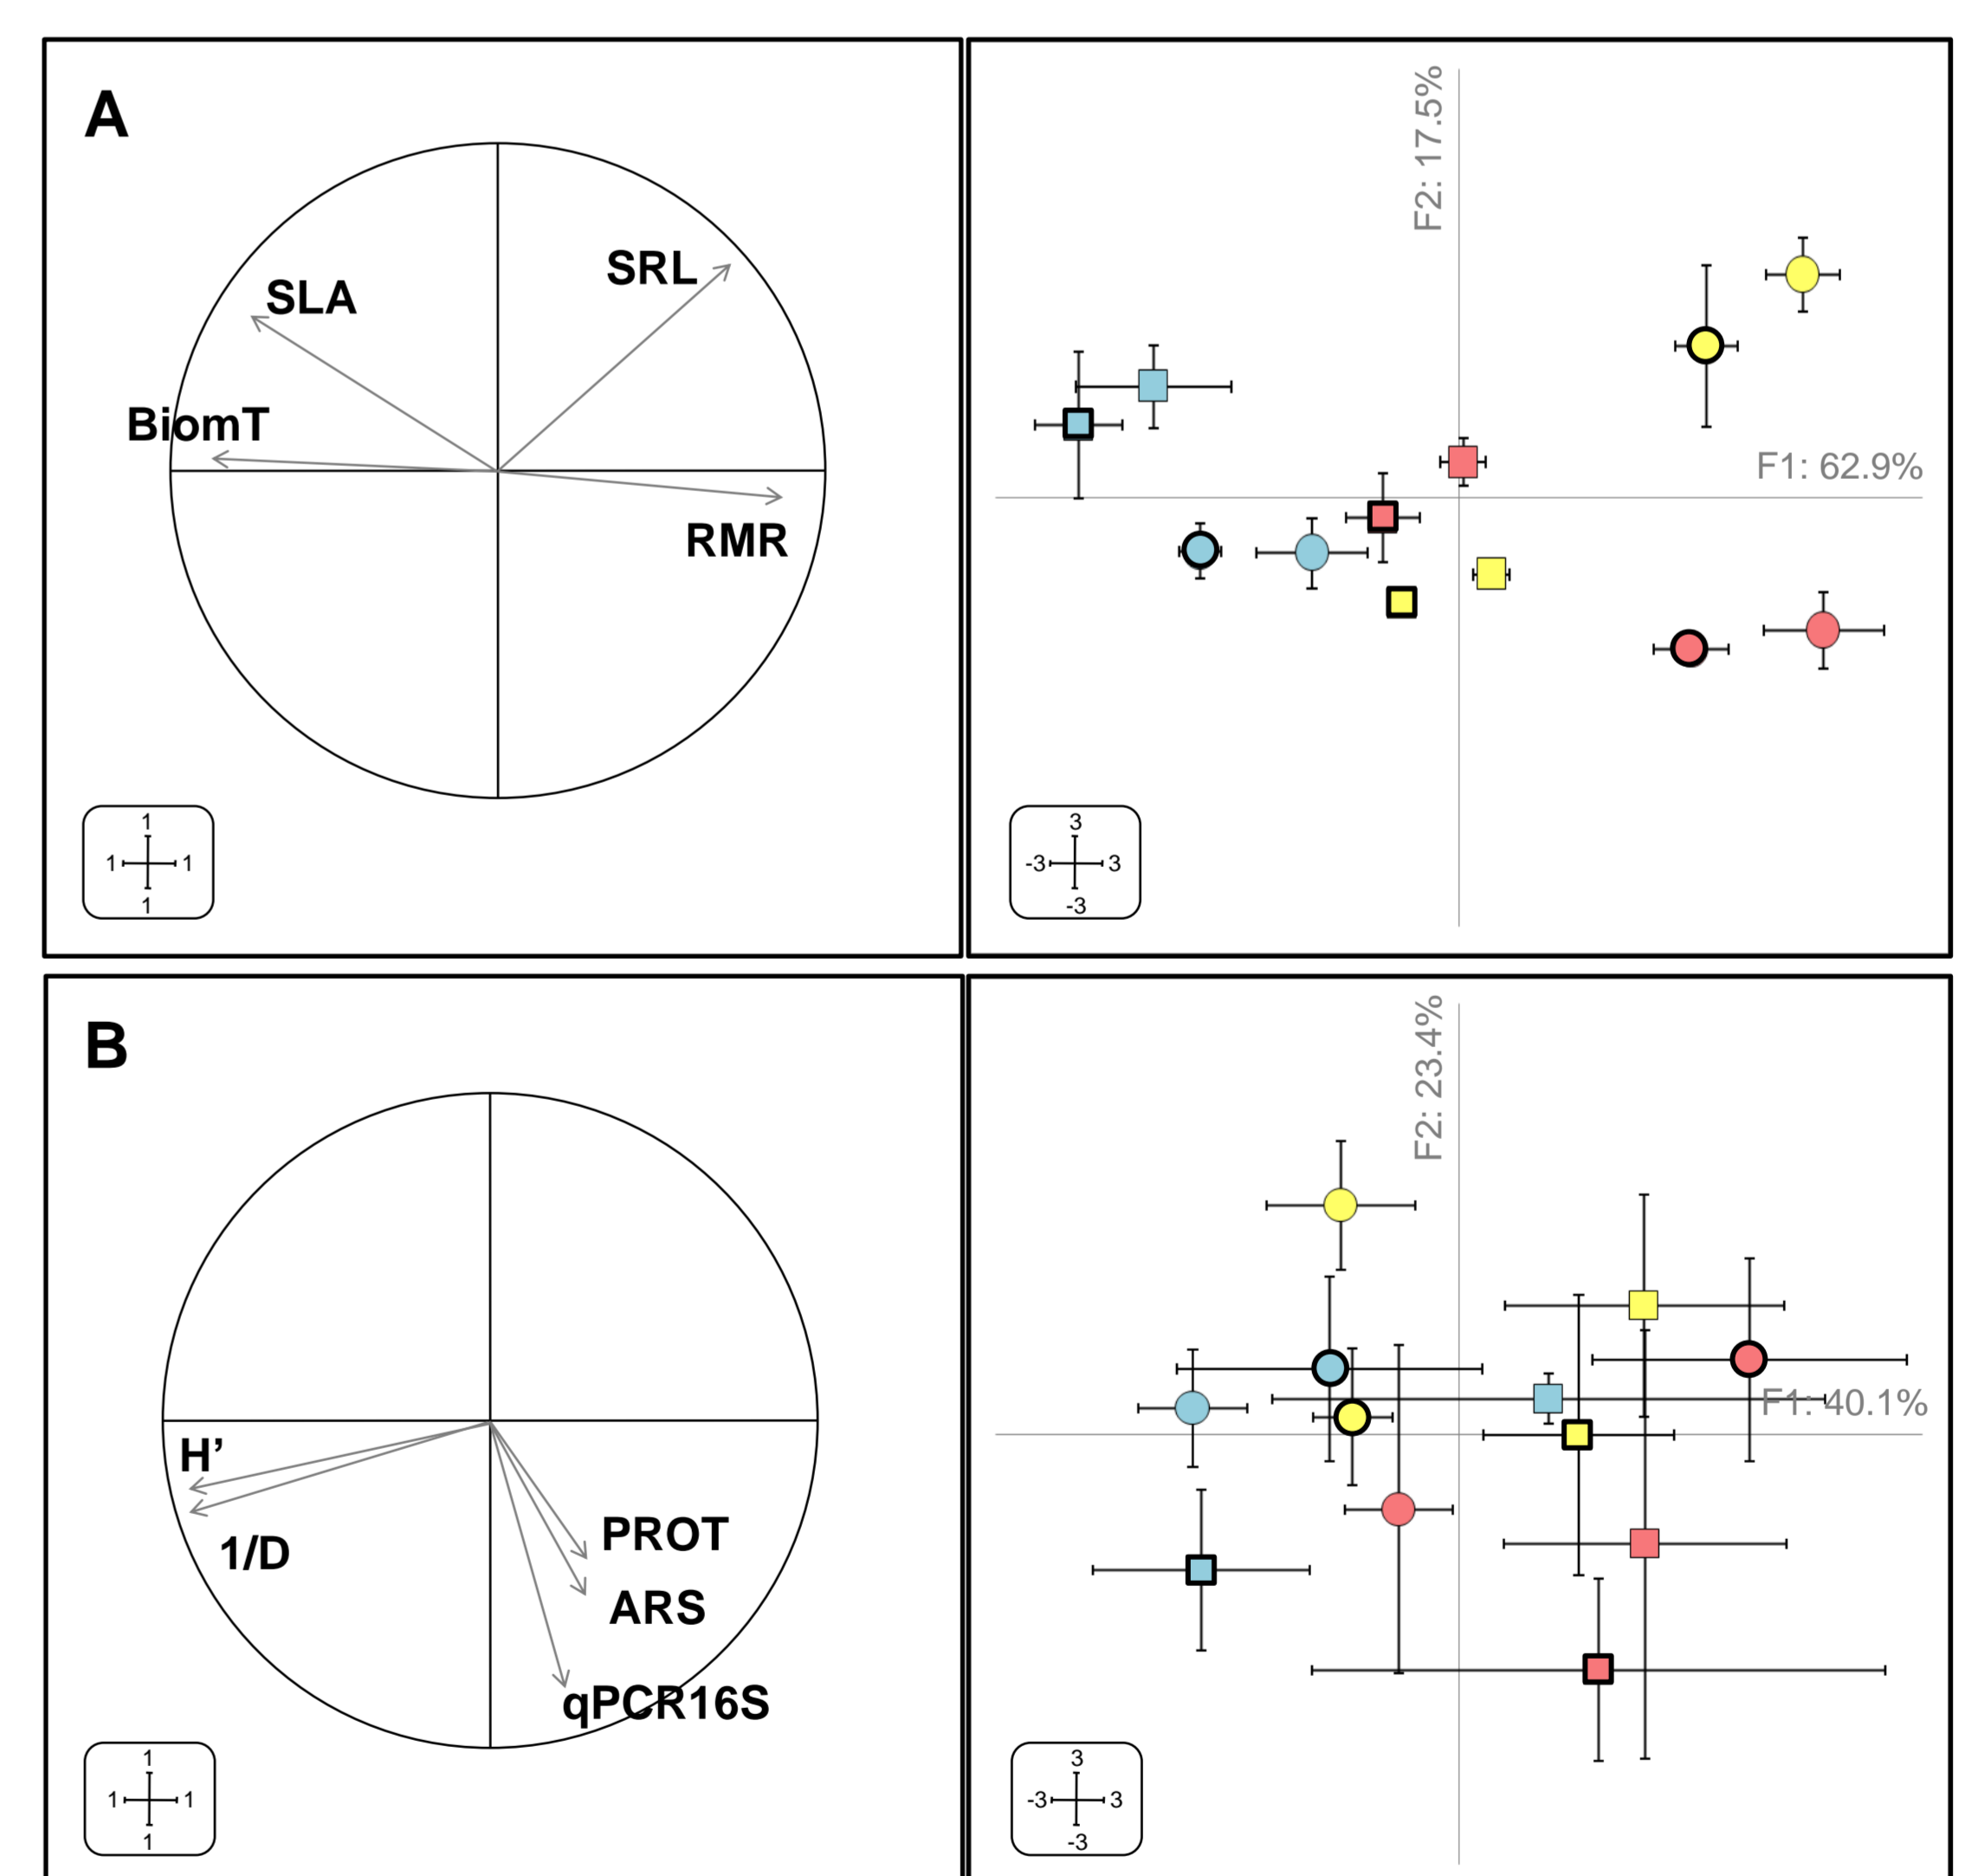 A
SLA
SRL
BiomT
RMR
1
1 1
1
F2: 17.5%
F1: 62.9%
3
-3 3
-3
B
H’
1/D
PROT
ARS
qPCR16S
1
1 1
1
F2: 23.4%
F1: 40.1%
3
-3 3
-3